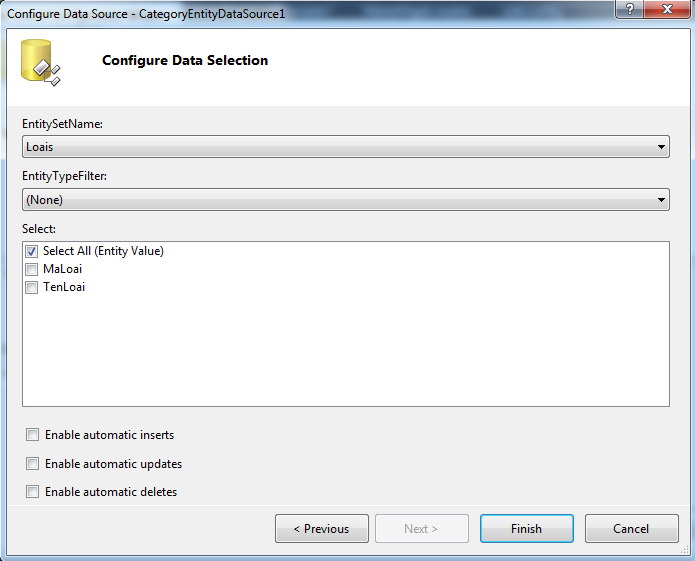 Configure Data Source - CategoryEntityDataSource1
?
Configure Data Selection
EntitySetName:
Loais
EntityTypeFilter:
(None)
Select:
Select All (Entity Value)
MaLoai
TenLoai
Enable automatic inserts
Enable automatic updates
Enable automatic deletes
< Previous Next > Finish Cancel